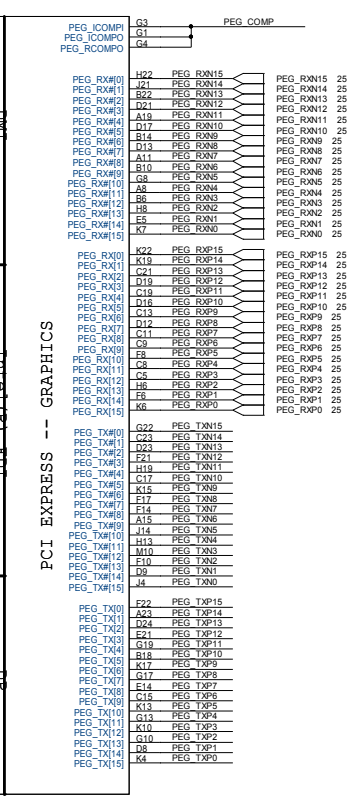 PEG_ICOMPI G3 PEG_COMP
PEG_ICOMPO G1
PEG_RCOMPO G4
PEG_RX#[0] H22 PEG_RXN15 PEG_RXN15 25
PEG_RX#[1] J21 PEG_RXN14 PEG_RXN14 25
PEG_RX#[2] B22 PEG_RXN13 PEG_RXN13 25
PEG_RX#[3] D21 PEG_RXN12 PEG_RXN12 25
PEG_RX#[4] A19 PEG_RXN11 PEG_RXN11 25
PEG_RX#[5] D17 PEG_RXN10 PEG_RXN10 25
PEG_RX#[6] B14 PEG_RXN9 PEG_RXN9 25
PEG_RX#[7] D13 PEG_RXN8 PEG_RXN8 25
PEG_RX#[8] A11 PEG_RXN7 PEG_RXN7 25
PEG_RX#[9] B10 PEG_RXN6 PEG_RXN6 25
PEG_RX#[10] G8 PEG_RXN5 PEG_RXN5 25
PEG_RX#[11] A8 PEG_RXN4 PEG_RXN4 25
PEG_RX#[12] B6 PEG_RXN3 PEG_RXN3 25
PEG_RX#[13] H8 PEG_RXN2 PEG_RXN2 25
PEG_RX#[14] E5 PEG_RXN1 PEG_RXN1 25
PEG_RX#[15] K7 PEG_RXN0 PEG_RXN0 25
PEG_RX[0] K22 PEG_RXP15 PEG_RXP15 25
PEG_RX[1] K19 PEG_RXP14 PEG_RXP14 25
PEG_RX[2] C21 PEG_RXP13 PEG_RXP13 25
PEG_RX[3] D19 PEG_RXP12 PEG_RXP12 25
PEG_RX[4] C19 PEG_RXP11 PEG_RXP11 25
PEG_RX[5] D16 PEG_RXP10 PEG_RXP10 25
PEG_RX[6] C13 PEG_RXP9 PEG_RXP9 25
PEG_RX[7] D12 PEG_RXP8 PEG_RXP8 25
PEG_RX[8] C11 PEG_RXP7 PEG_RXP7 25
PEG_RX[9] C9 PEG_RXP6 PEG_RXP6 25
PEG_RX[10] F8 PEG_RXP5 PEG_RXP5 25
PEG_RX[11] C8 PEG_RXP4 PEG_RXP4 25
PEG_RX[12] C5 PEG_RXP3 PEG_RXP3 25
PEG_RX[13] H6 PEG_RXP2 PEG_RXP2 25
PEG_RX[14] F6 PEG_RXP1 PEG_RXP1 25
PEG_RX[15] K6 PEG_RXP0 PEG_RXP0 25
PCI EXPRESS -- GRAPHICS
PEG_TX#[0] G22 PEG_TXN15
PEG_TX#[1] C23 PEG_TXN14
PEG_TX#[2] D23 PEG_TXN13
PEG_TX#[3] F21 PEG_TXN12
PEG_TX#[4] H19 PEG_TXN11
PEG_TX#[5] C17 PEG_TXN10
PEG_TX#[6] K15 PEG_TXN9
PEG_TX#[7] F17 PEG_TXN8
PEG_TX#[8] F14 PEG_TXN7
PEG_TX#[9] A15 PEG_TXN6
PEG_TX#[10] J14 PEG_TXN5
PEG_TX#[11] H13 PEG_TXN4
PEG_TX#[12] M10 PEG_TXN3
PEG_TX#[13] F10 PEG_TXN2
PEG_TX#[14] D9 PEG_TXN1
PEG_TX#[15] J4 PEG_TXN0
PEG_TX[0] F22 PEG_TXP15
PEG_TX[1] A23 PEG_TXP14
PEG_TX[2] D24 PEG_TXP13
PEG_TX[3] E21 PEG_TXP12
PEG_TX[4] G19 PEG_TXP11
PEG_TX[5] B18 PEG_TXP10
PEG_TX[6] K17 PEG_TXP9
PEG_TX[7] G17 PEG_TXP8
PEG_TX[8] E14 PEG_TXP7
PEG_TX[9] C15 PEG_TXP6
PEG_TX[10] K13 PEG_TXP5
PEG_TX[11] G13 PEG_TXP4
PEG_TX[12] K10 PEG_TXP3
PEG_TX[13] G10 PEG_TXP2
PEG_TX[14] D8 PEG_TXP1
PEG_TX[15] K4 PEG_TXP0